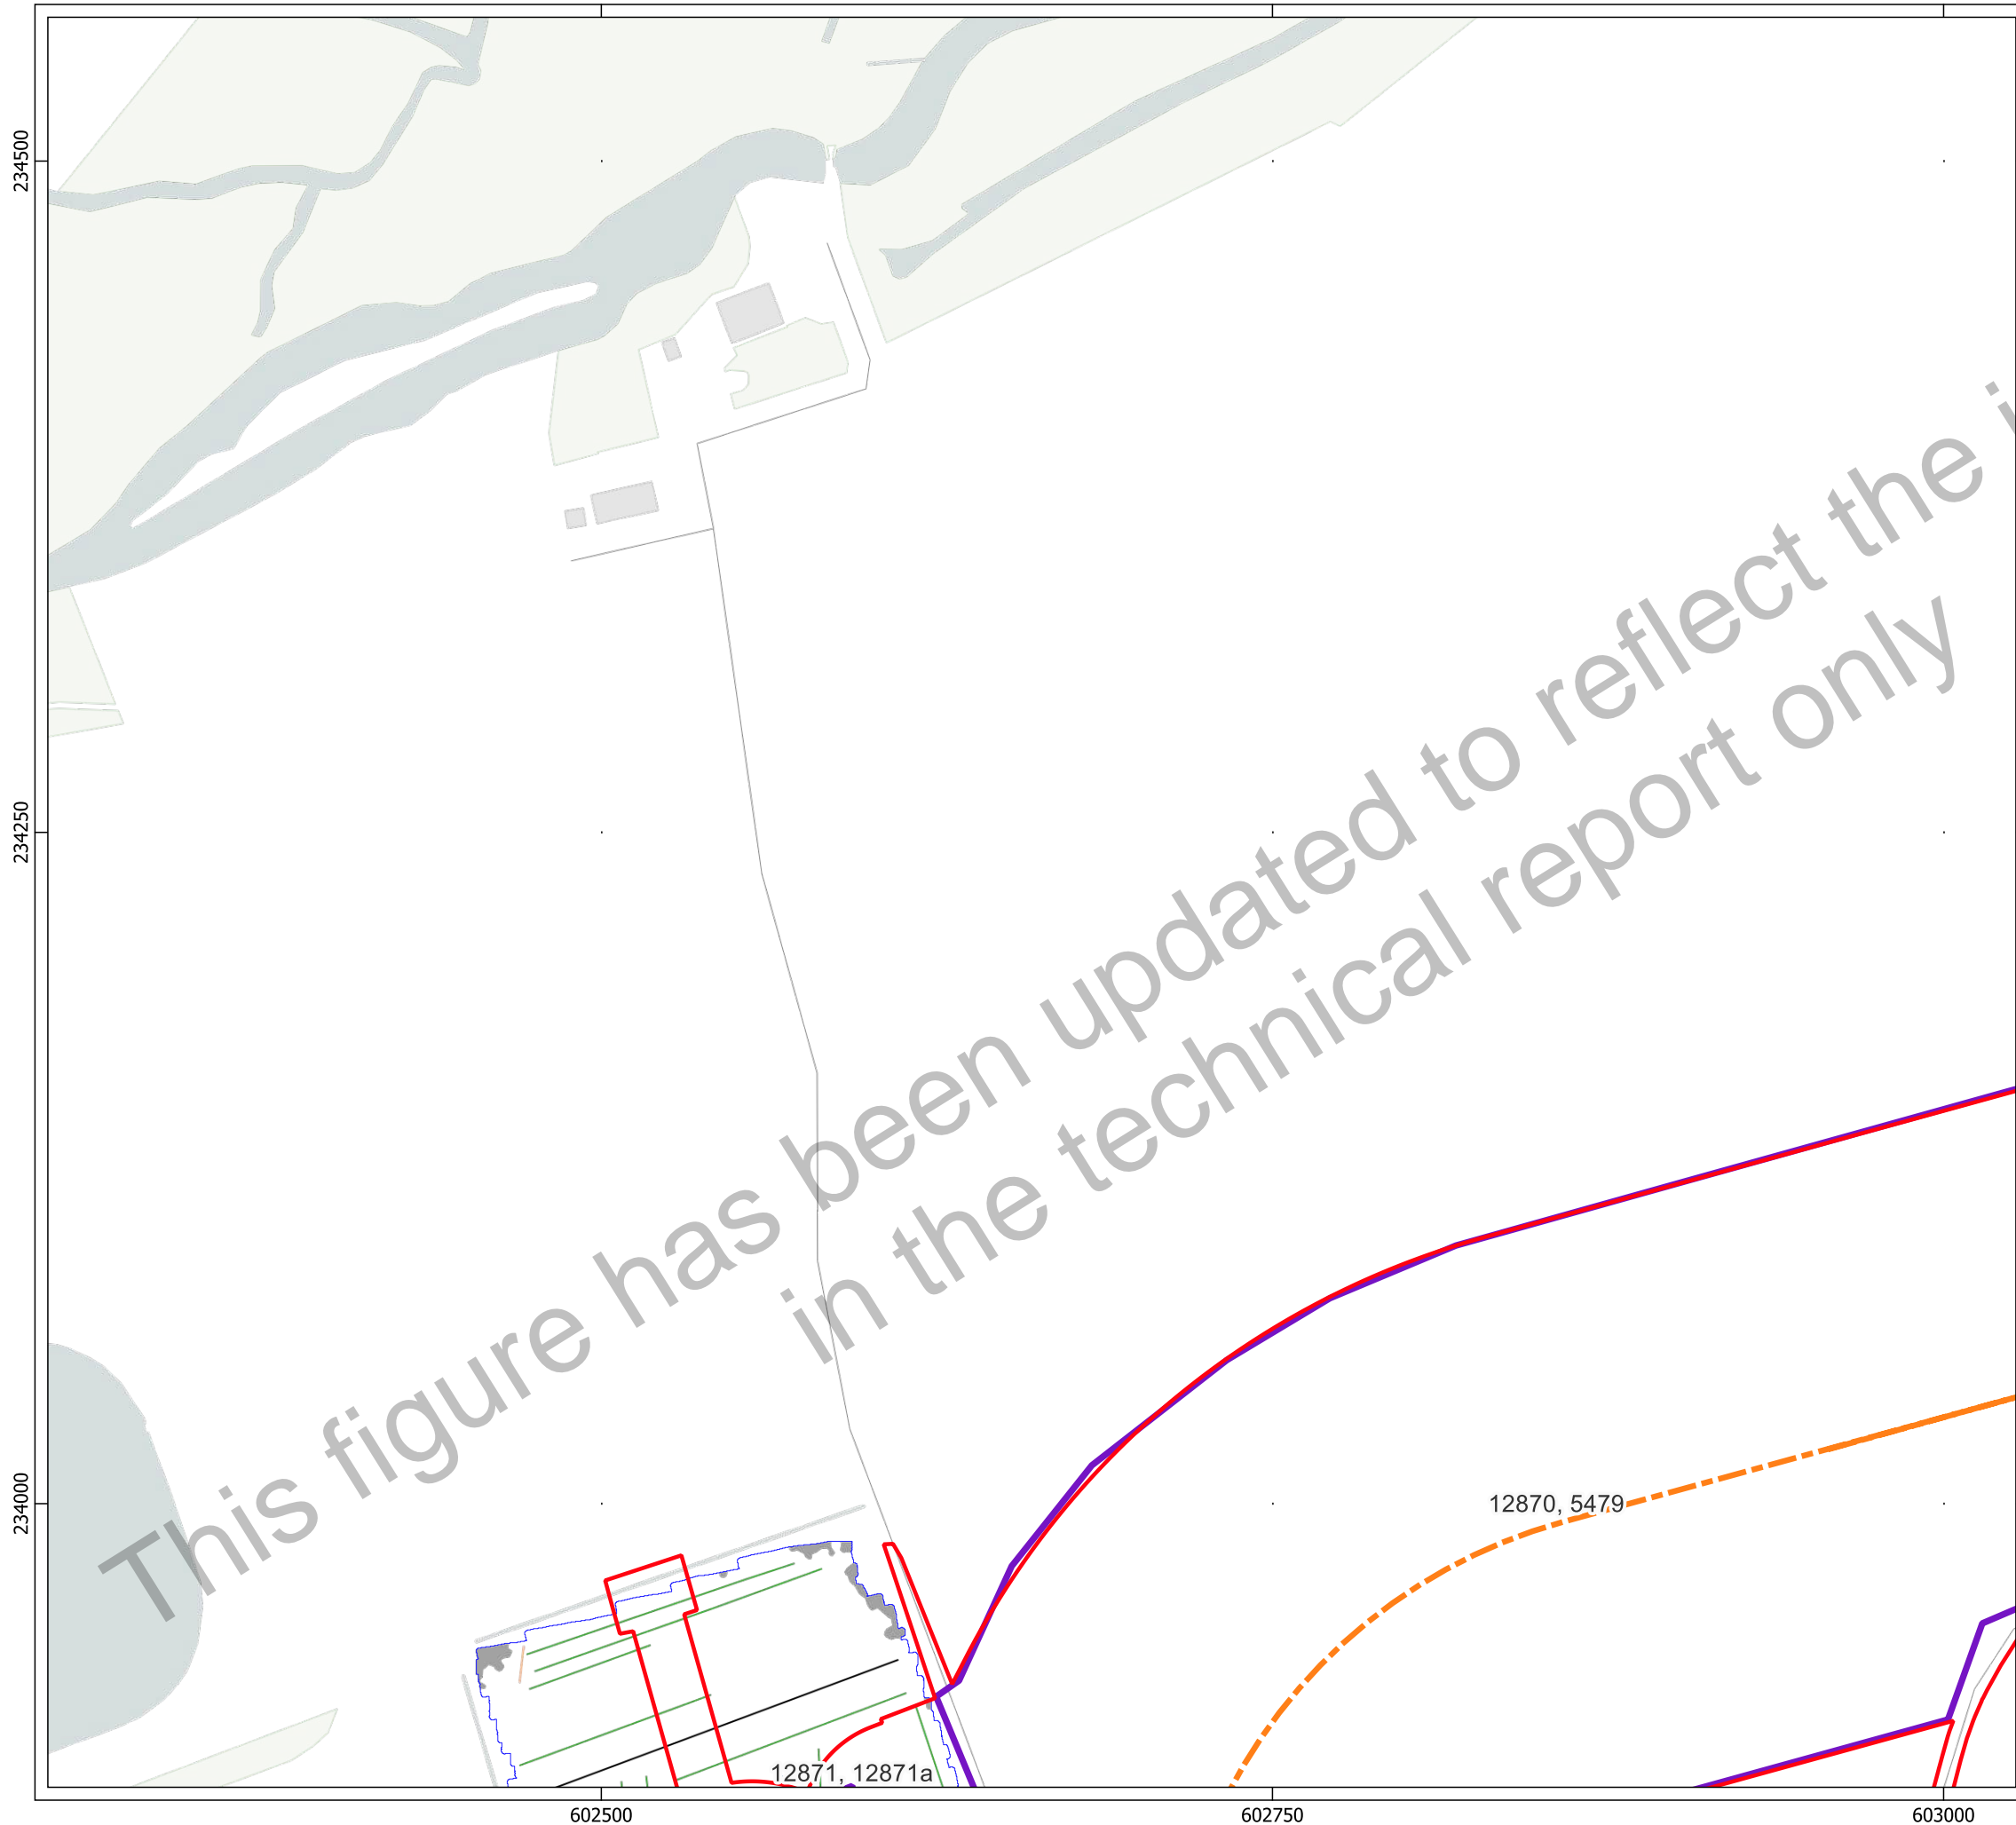 234500
234250
234000
This figure has been updated to reflect the
in the technical report only
12870, 5479
12871, 12871a
602500
602750
603000